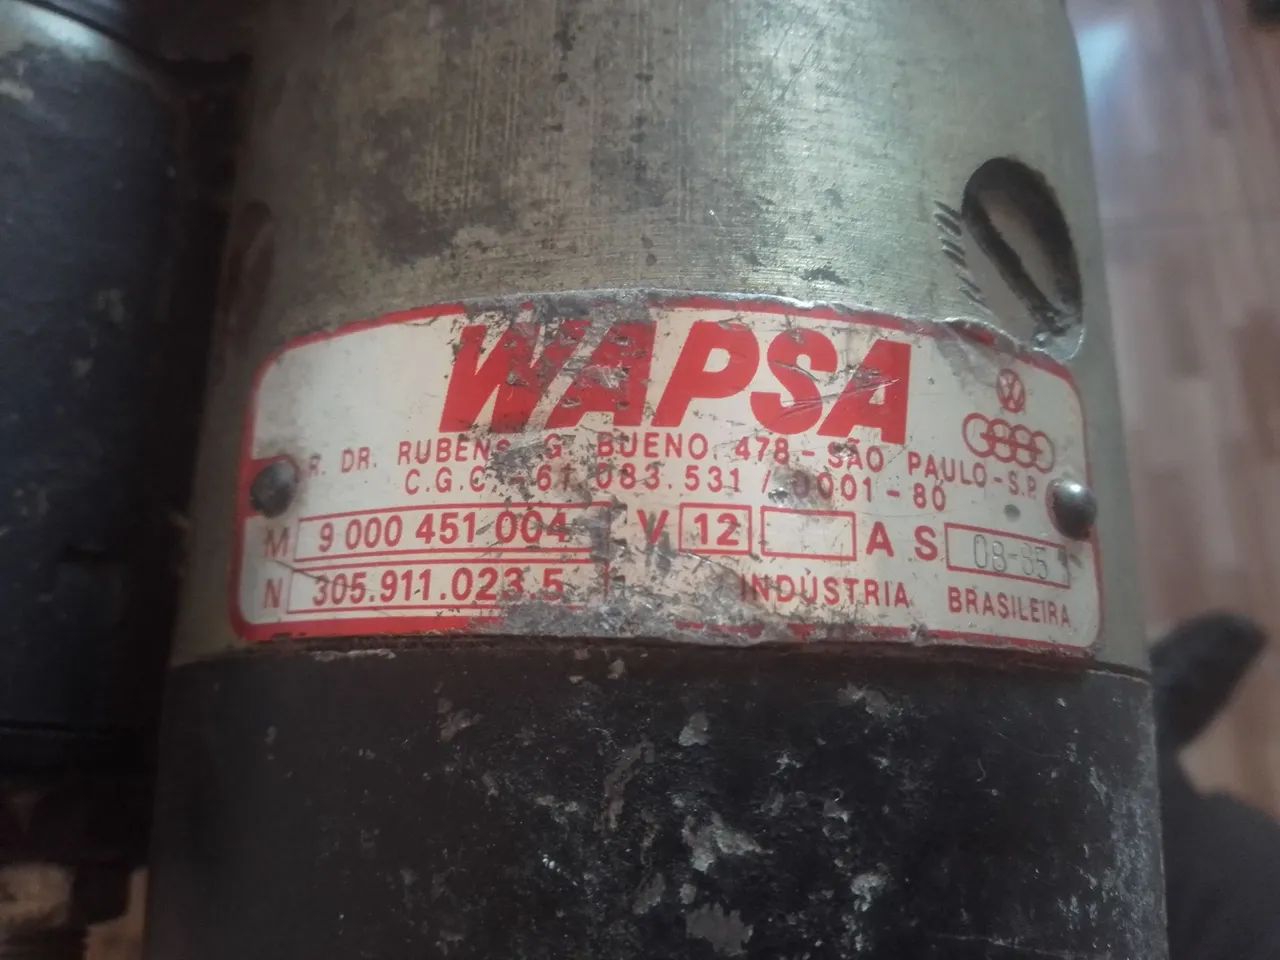 WAPSA
R. DR. RUBENS G. BUENO, 478 - SÃO PAULO - S.P.
C.G.C. - 61.083.531 / 0001 - 80
M 9 000 451 004 V 12 A S 08-85
N 305.911.023.5 INDÚSTRIA BRASILEIRA